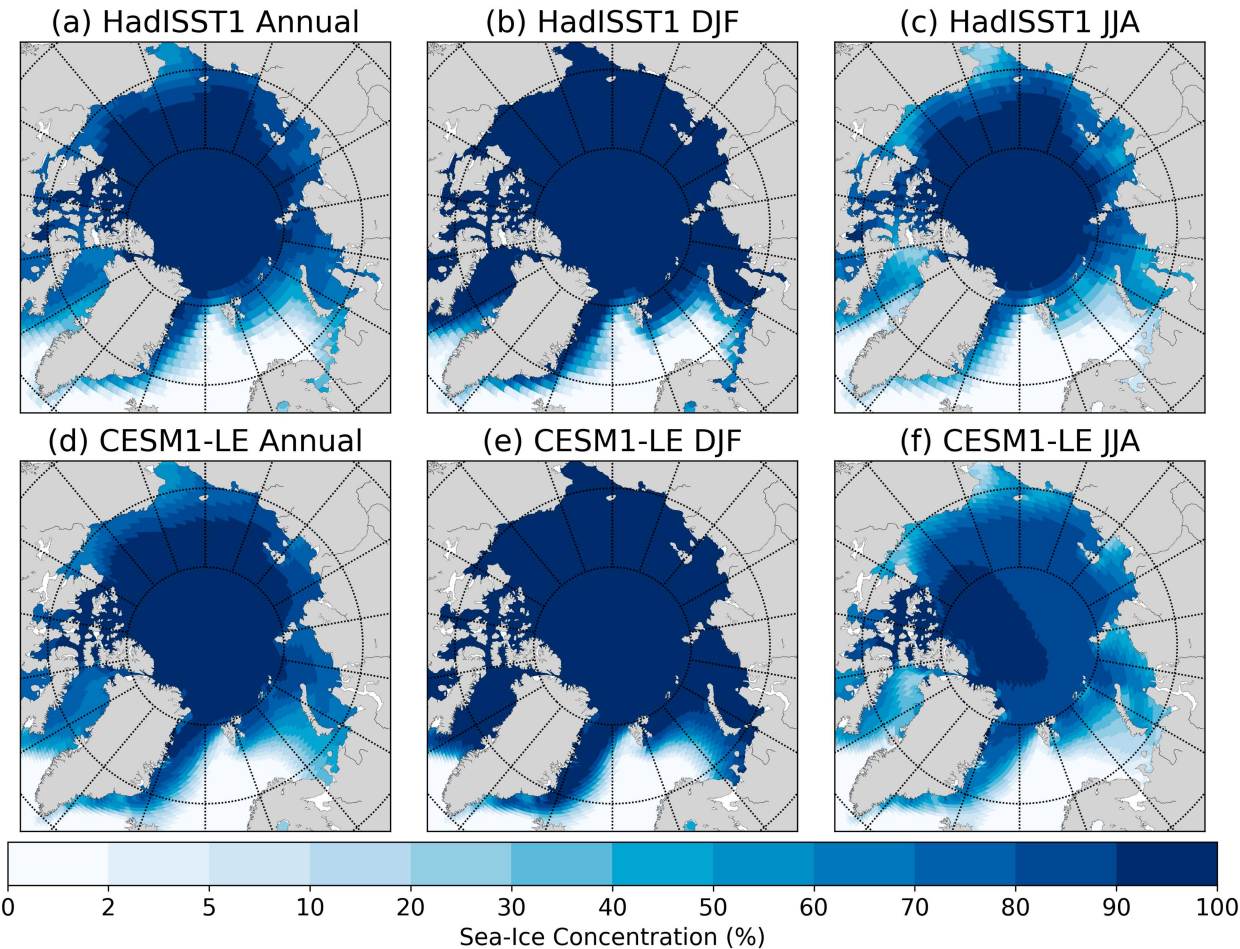 (a) HadISST1 Annual
(b) HadISST1 DJF
(c) HadISST1 JJA
(d) CESM1-LE Annual
(e) CESM1-LE DJF
(f) CESM1-LE JJA
0 2 5 10 20 30 40 50 60 70 80 90 100
Sea-Ice Concentration (%)